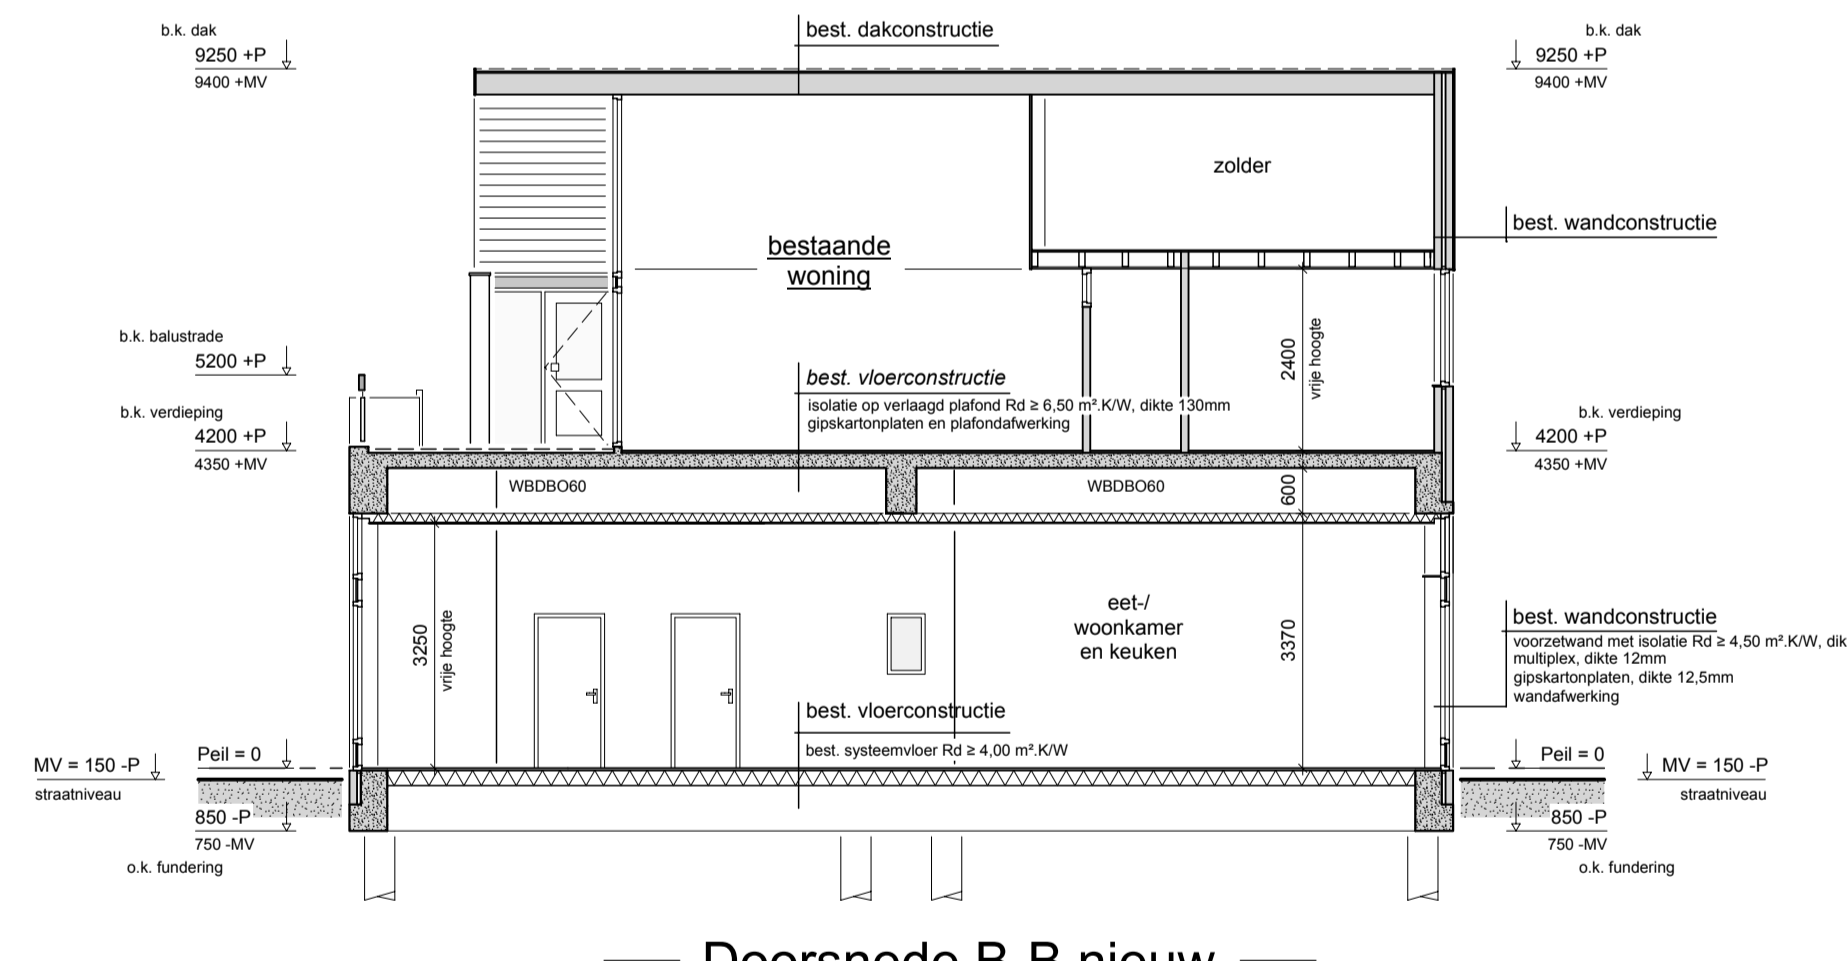 b.k. dak
9250 +P
9400 +MV
best. dakconstructie
b.k. dak
9250 +P
9400 +MV
zolder
best. wandconstructie
bestaande
woning
b.k. balustrade
5200 +P
b.k. verdieping
4200 +P
4350 +MV
best. vloerconstructie
isolatie op verlaagd plafond Rd ≥ 6,50 m².K/W, dikte 130mm
gipskartonplaten en plafondafwerking
2400
vrije hoogte
b.k. verdieping
4200 +P
4350 +MV
WBDBO60
WBDBO60
600
3250
vrije hoogte
eet-/
woonkamer
en keuken
3370
best. wandconstructie
voorzetwand met isolatie Rd ≥ 4,50 m².K/W, dik
multiplex, dikte 12mm
gipskartonplaten, dikte 12,5mm
wandafwerking
best. vloerconstructie
best. systeemvloer Rd ≥ 4,00 m².K/W
MV = 150 -P
straatniveau
Peil = 0
850 -P
750 -MV
o.k. fundering
Peil = 0
MV = 150 -P
straatniveau
850 -P
750 -MV
o.k. fundering
Doorsnede B-B nieuw